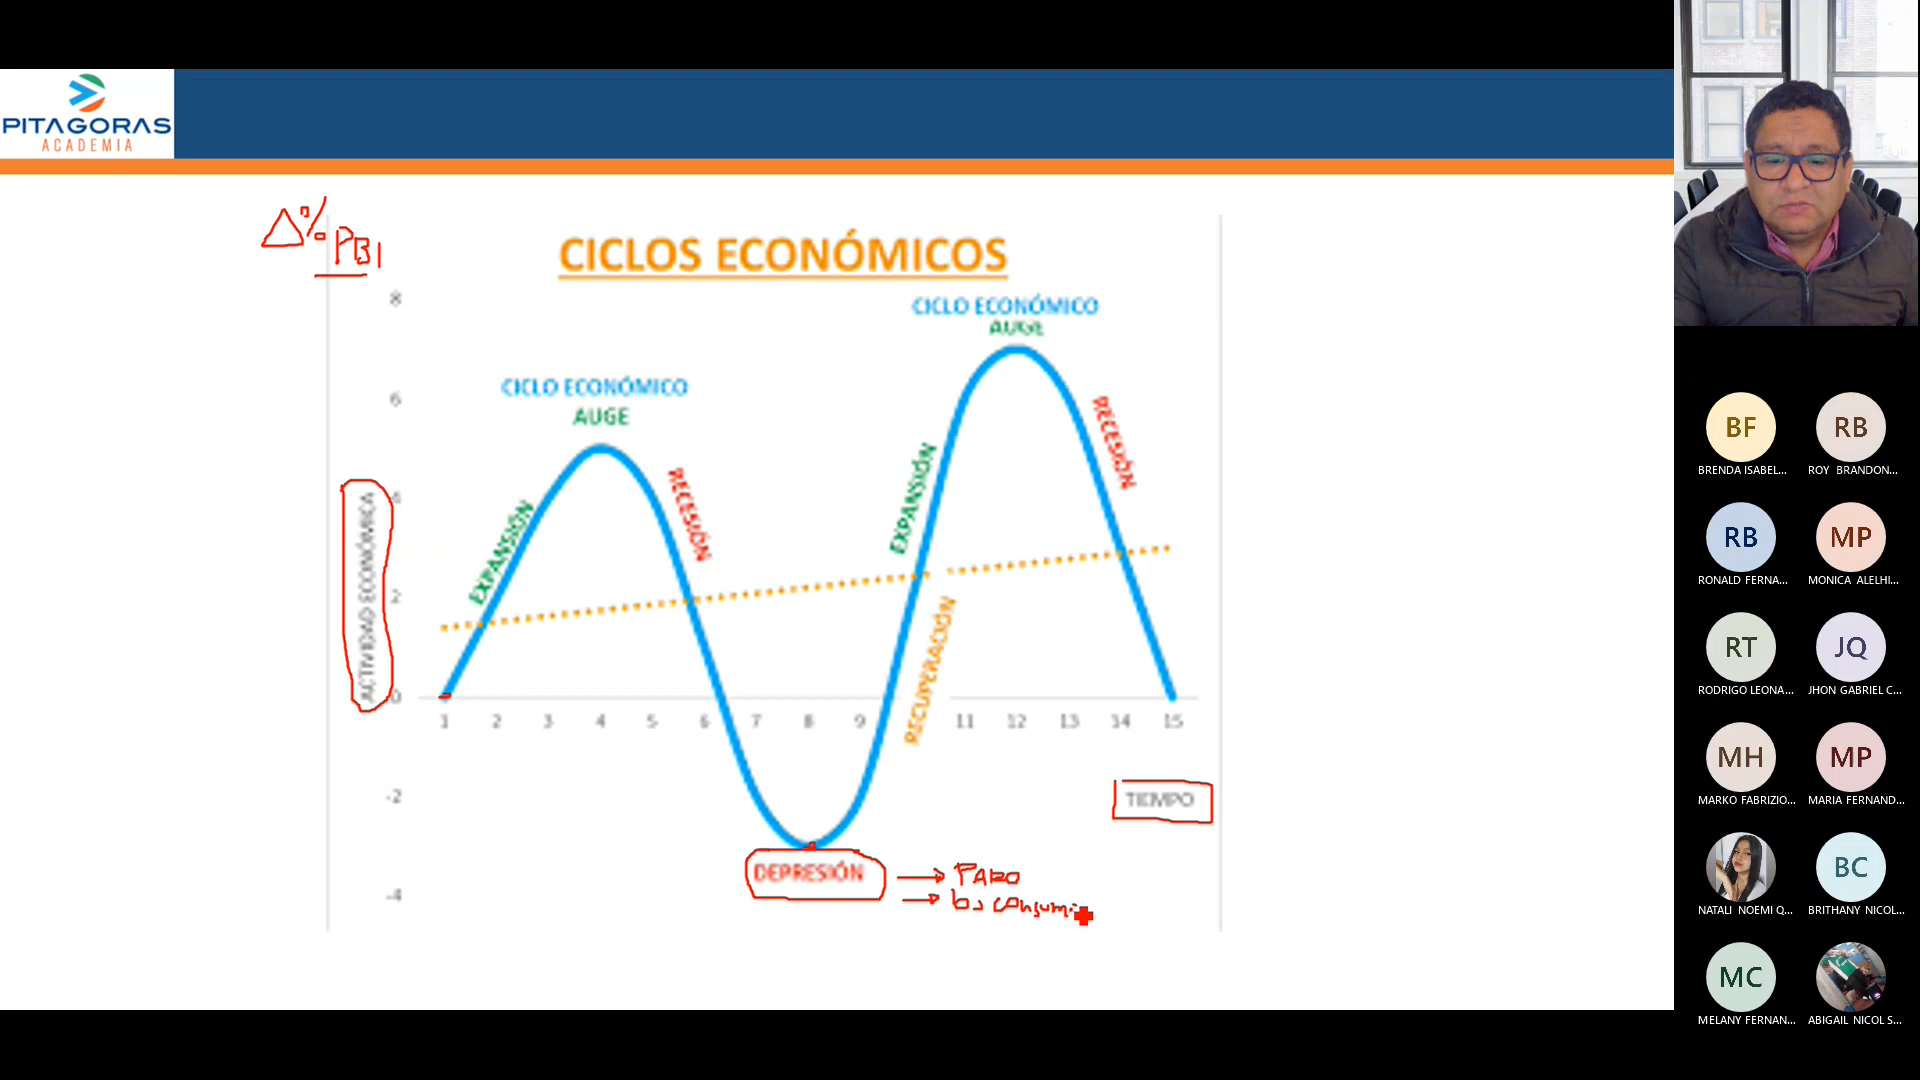 PITAGORAS
ACADEMIA
Δ% PBI
CICLOS ECONÓMICOS
8
CICLO ECONÓMICO
AUGE
CICLO ECONÓMICO
AUGE
6
RECESIÓN
EXPANSIÓN
RECESIÓN
EXPANSIÓN
4
ACTIVIDAD ECONÓMICA
2
RECUPERACIÓN
0
1 2 3 4 5 6 7 8 9 11 12 13 14 15
-2
TIEMPO
DEPRESIÓN → PARO
-4
→ bs consumi
BF
BRENDA ISABEL...
RB
ROY BRANDON...
RB
RONALD FERNA...
MP
MONICA ALELHI...
RT
RODRIGO LEONA...
JQ
JHON GABRIEL C...
MH
MARKO FABRIZIO...
MP
MARIA FERNAND...
NATALI NOEMI Q...
BC
BRITHANY NICOL...
MC
MELANY FERNAN...
ABIGAIL NICOL S...